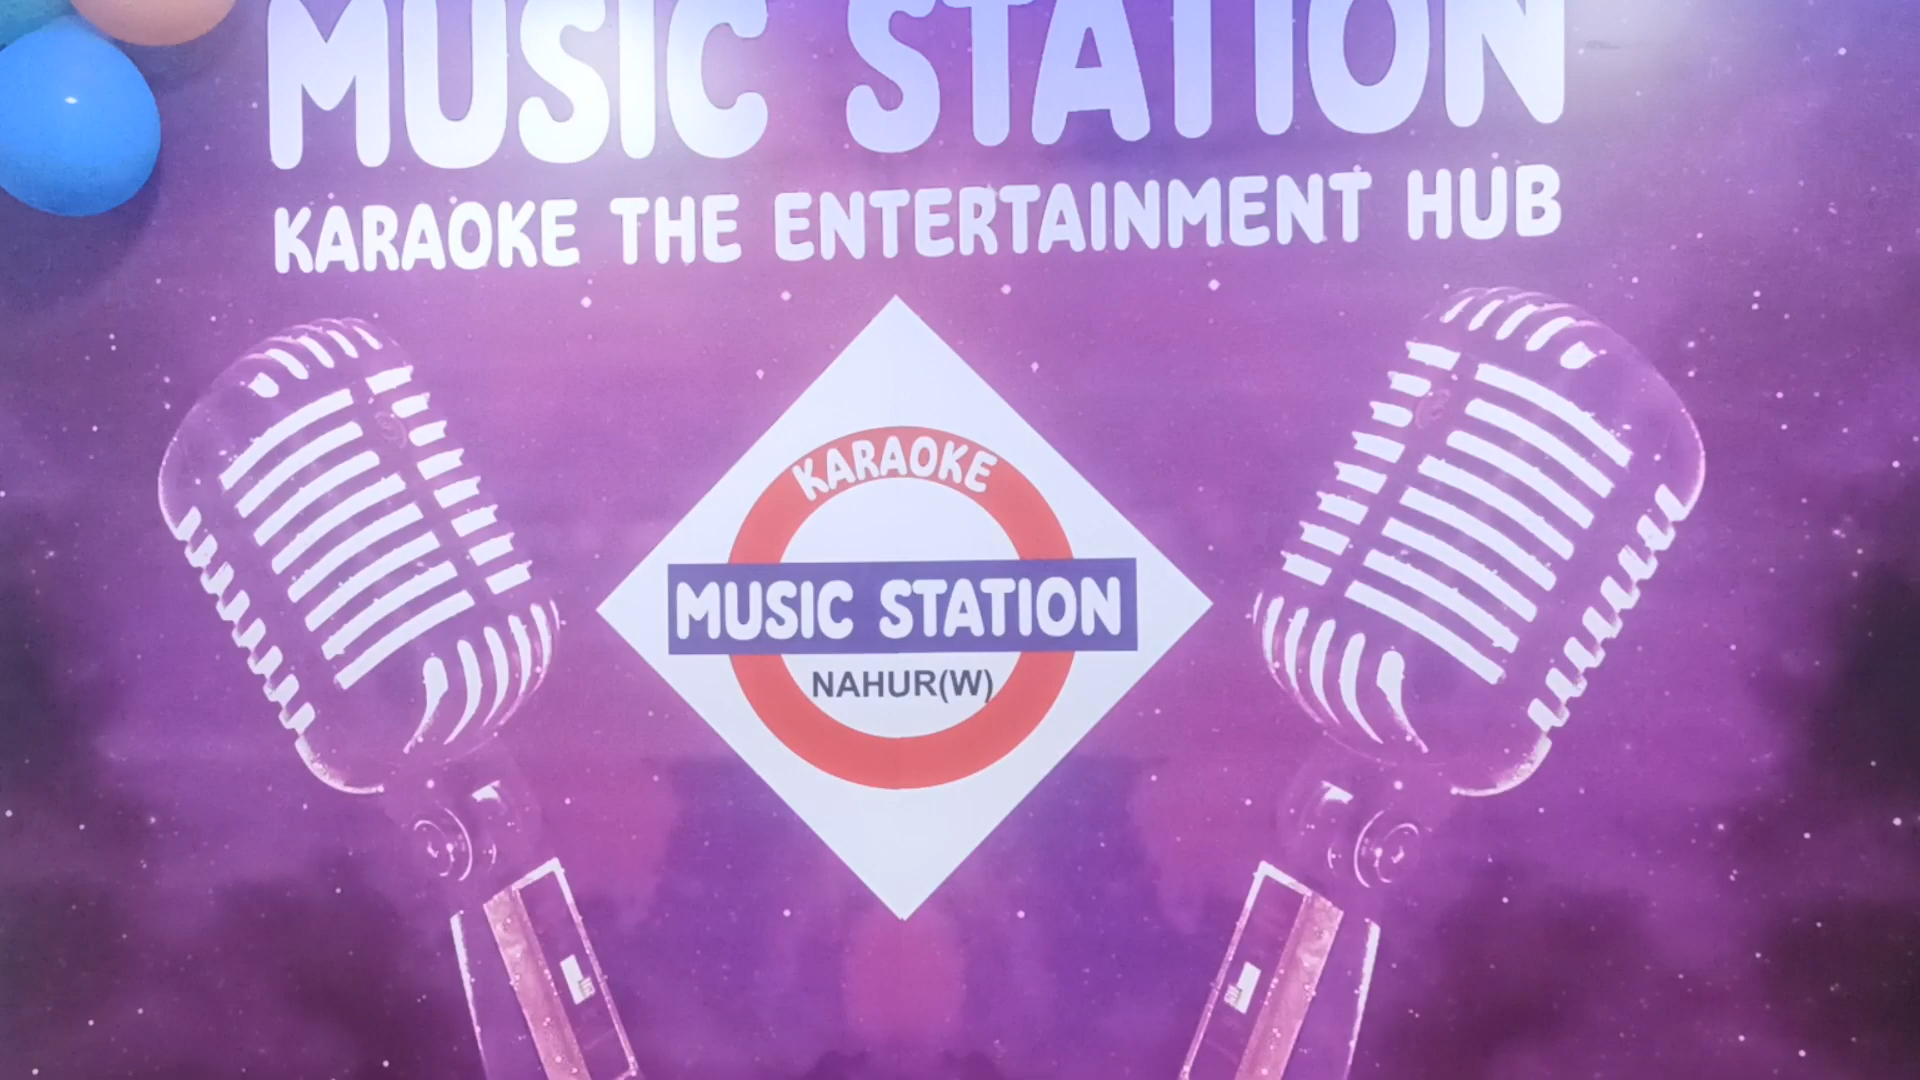 MUSIC STATION
KARAOKE THE ENTERTAINMENT HUB
KARAOKE
MUSIC STATION
NAHUR(W)